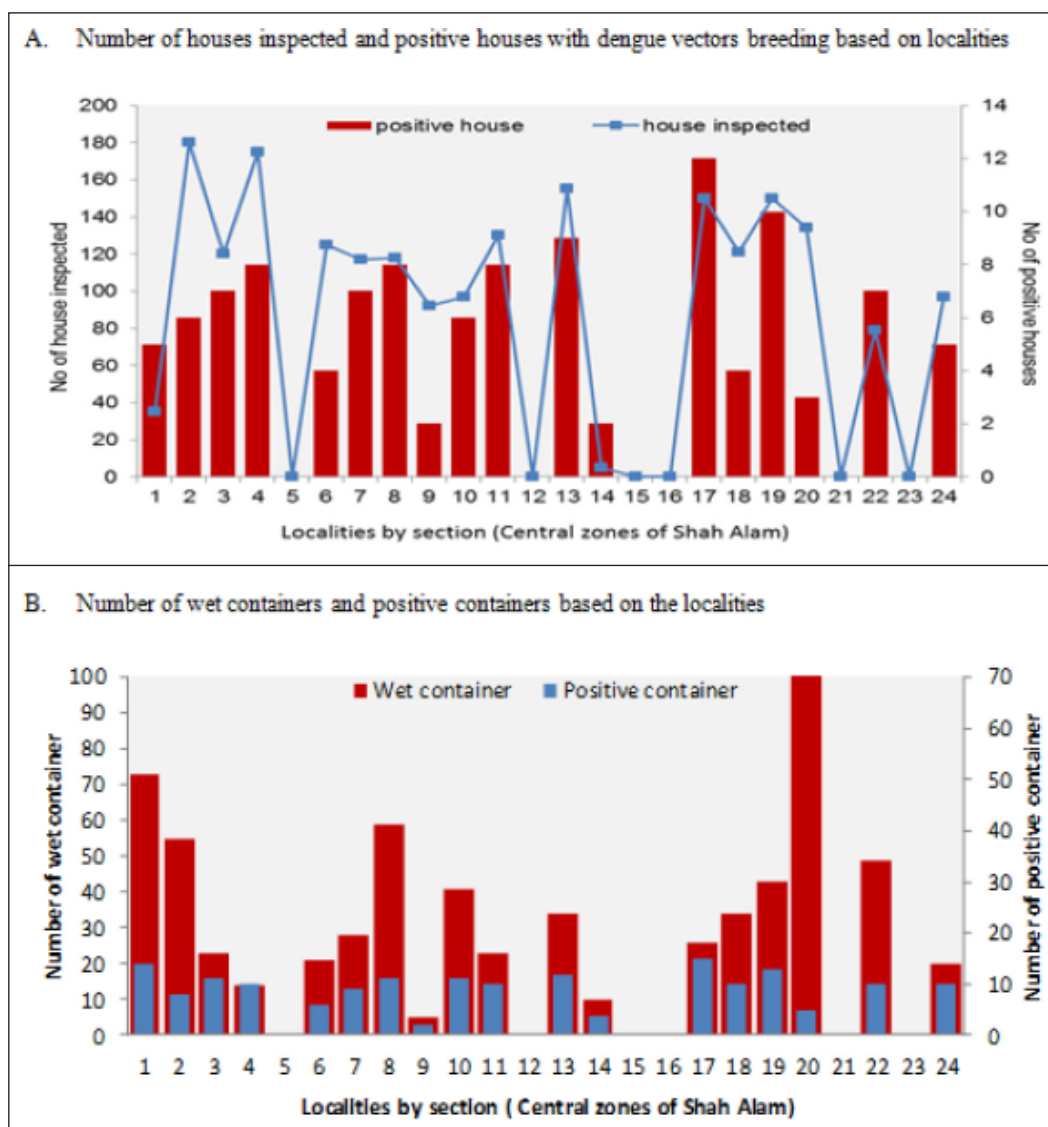 A. Number of houses inspected and positive houses with dengue vectors breeding based on localities
positive house
house inspected
No of house inspected
200
180
160
140
120
100
80
60
40
20
0
No of positive houses
14
12
10
8
6
4
2
0
1 2 3 4 5 6 7 8 9 10 11 12 13 14 15 16 17 18 19 20 21 22 23 24
Localities by section (Central zones of Shah Alam)
B. Number of wet containers and positive containers based on the localities
Wet container
Positive container
Number of wet container
100
90
80
70
60
50
40
30
20
10
0
Number of positive container
70
60
50
40
30
20
10
0
1 2 3 4 5 6 7 8 9 10 11 12 13 14 15 16 17 18 19 20 21 22 23 24
Localities by section ( Central zones of Shah Alam)